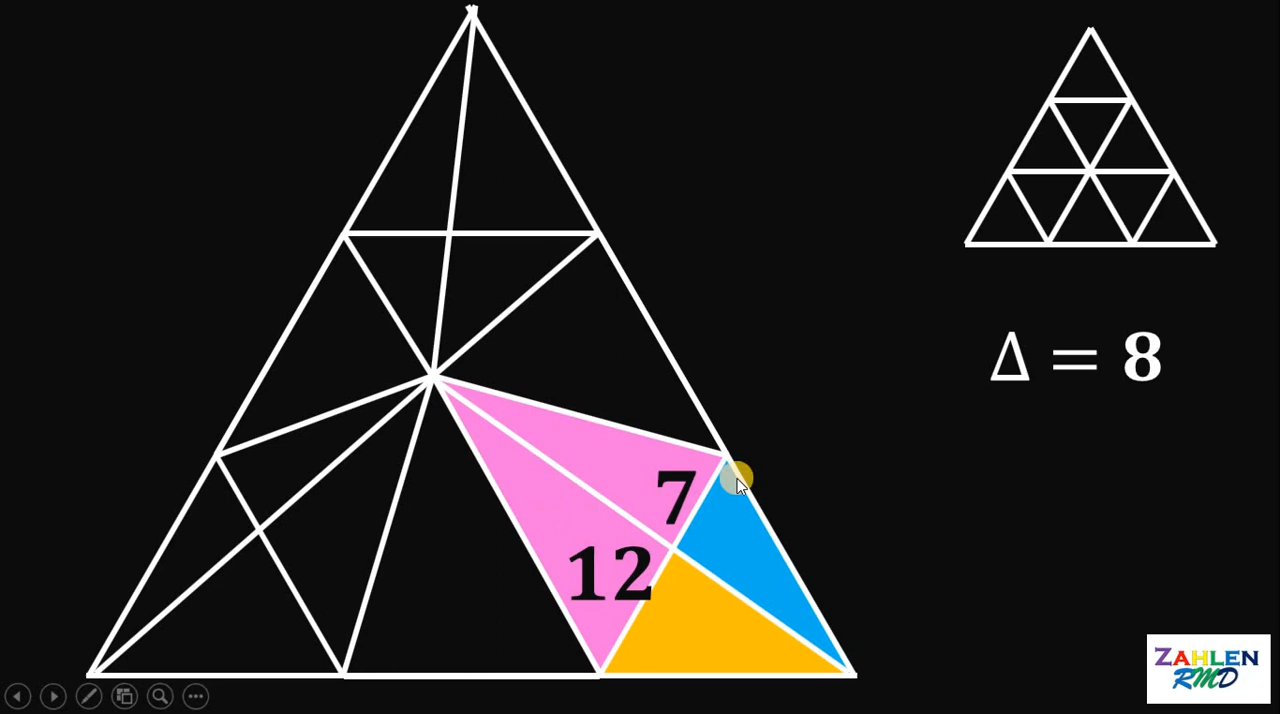 Δ = 8
7
12
ZAHLEN
RMD